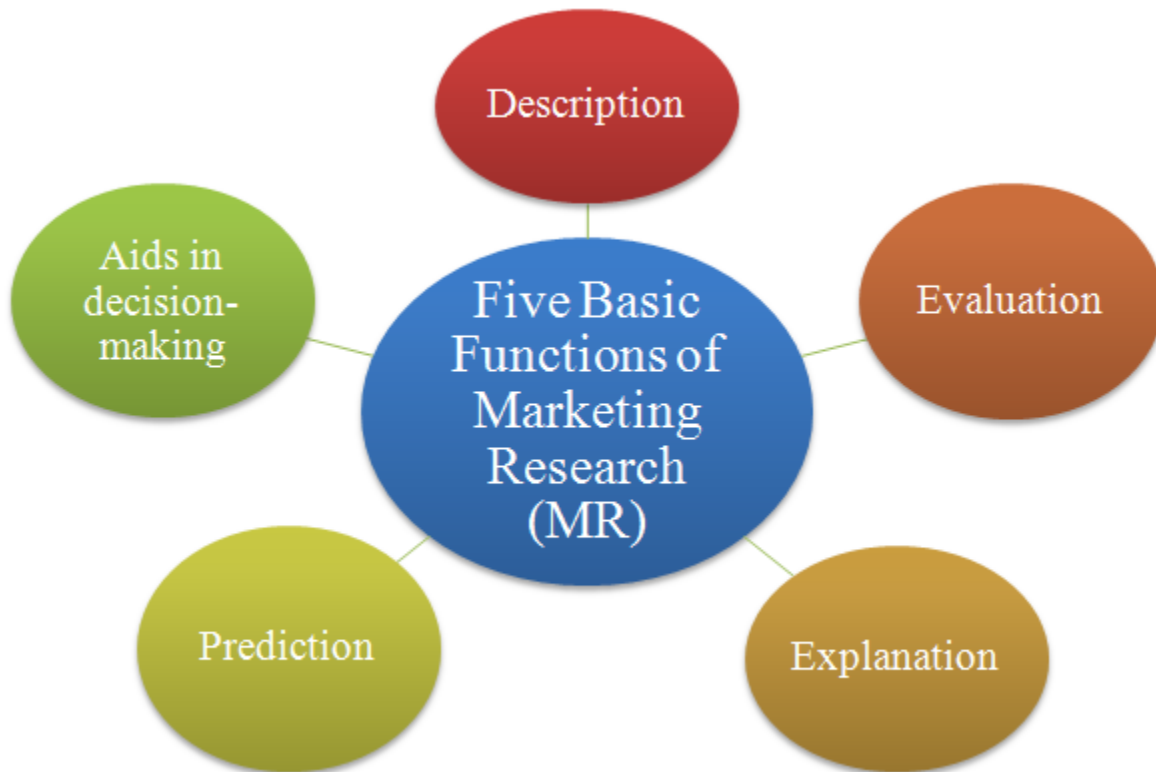 Description
Aids in
decision-
making
Five Basic
Functions of
Marketing
Research
(MR)
Evaluation
Prediction
Explanation